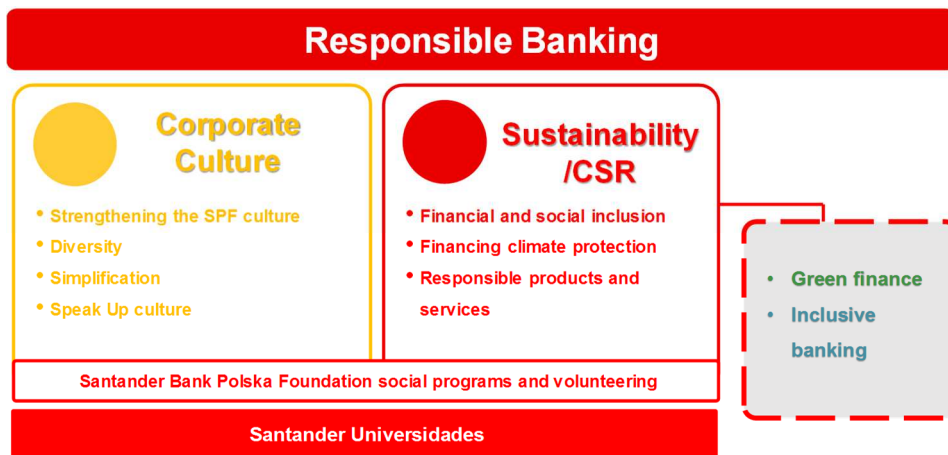 Responsible Banking
Corporate
Culture
• Strengthening the SPF culture
• Diversity
• Simplification
• Speak Up culture
Sustainability
/CSR
• Financial and social inclusion
• Financing climate protection
• Responsible products and
services
• Green finance
• Inclusive
banking
Santander Bank Polska Foundation social programs and volunteering
Santander Universidades